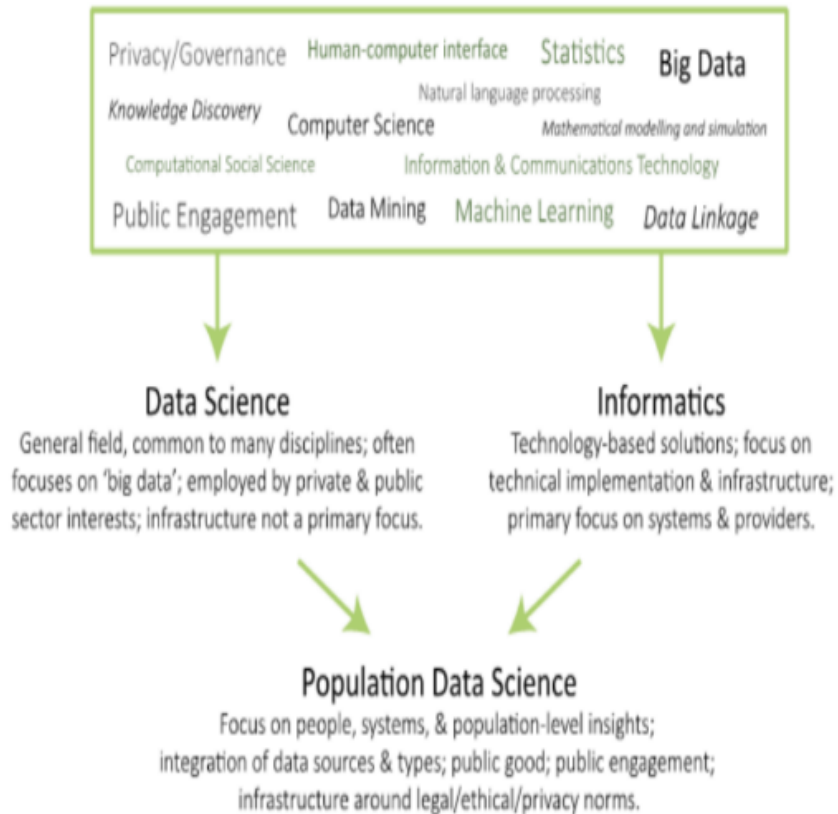 Privacy/Governance Human-computer interface Statistics Big Data
Knowledge Discovery Natural language processing
Computer Science Mathematical modelling and simulation
Computational Social Science Information & Communications Technology
Public Engagement Data Mining Machine Learning Data Linkage
Data Science
General field, common to many disciplines; often
focuses on ‘big data’; employed by private & public
sector interests; infrastructure not a primary focus.
Informatics
Technology-based solutions; focus on
technical implementation & infrastructure;
primary focus on systems & providers.
Population Data Science
Focus on people, systems, & population-level insights;
integration of data sources & types; public good; public engagement;
infrastructure around legal/ethical/privacy norms.